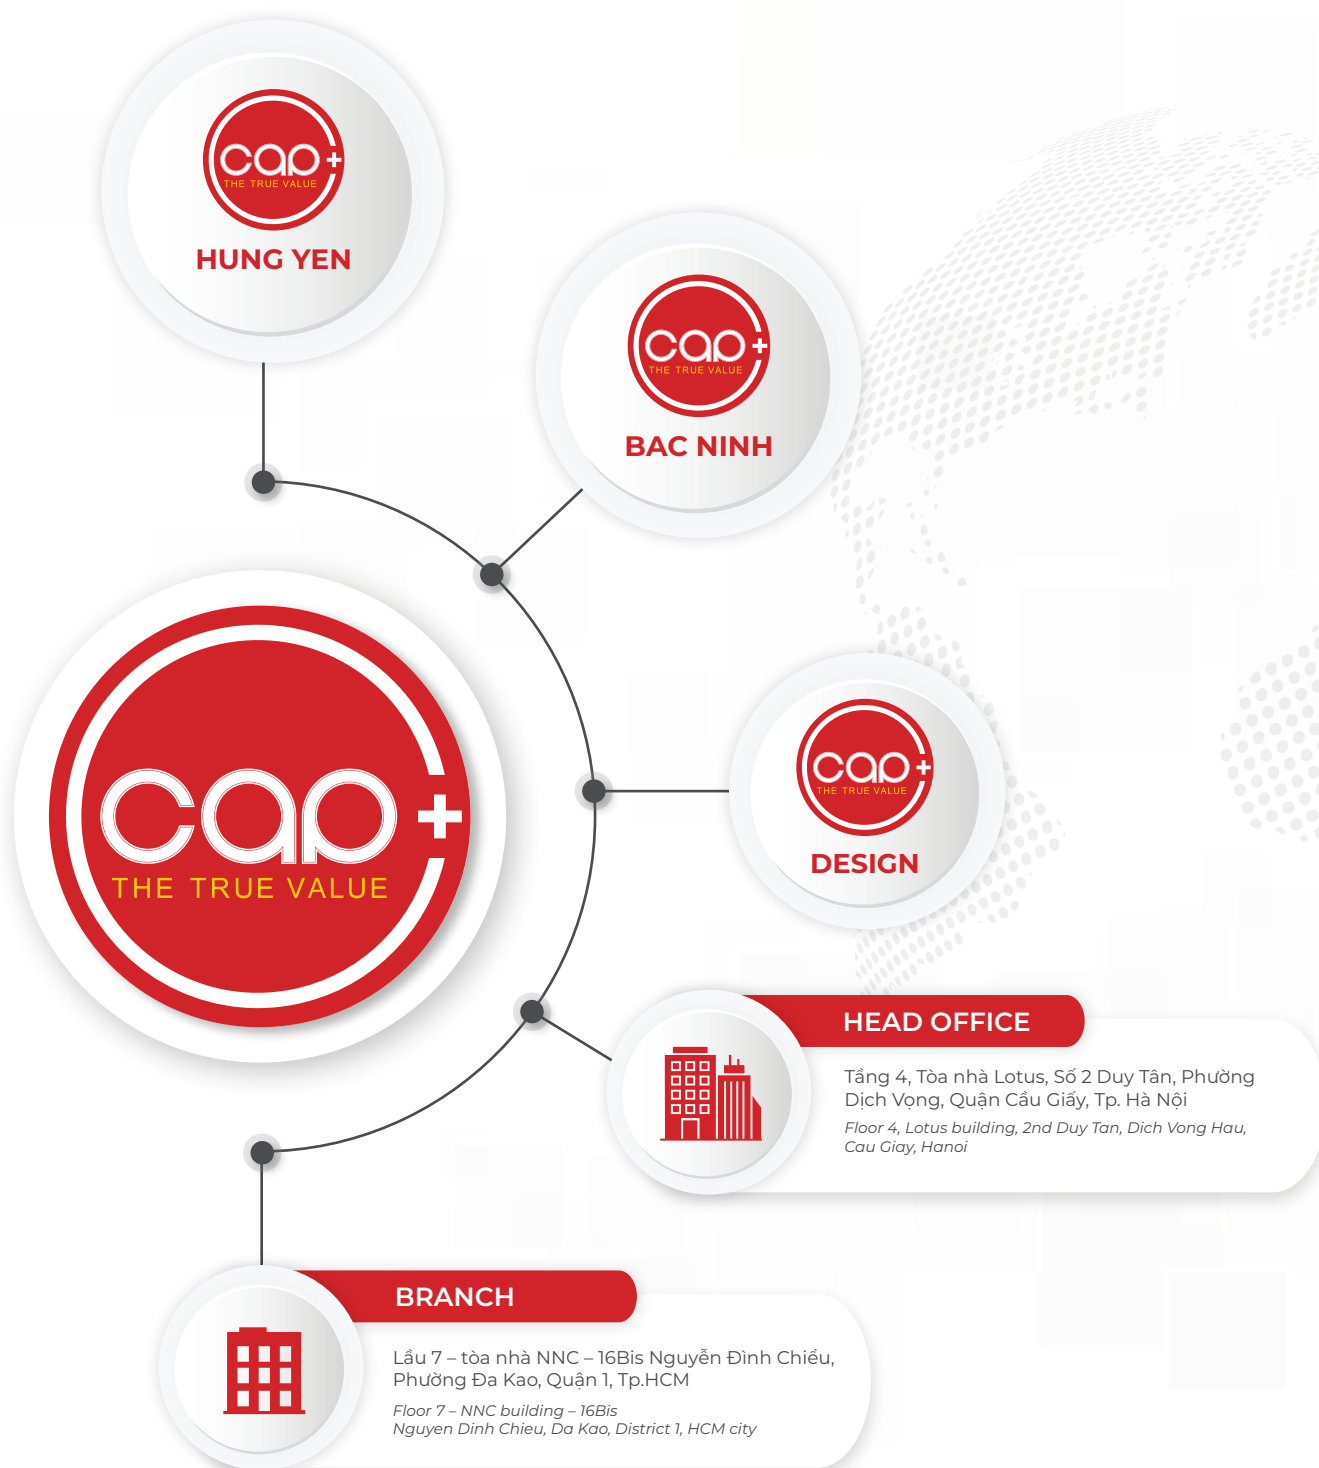 cap+
THE TRUE VALUE
HUNG YEN
cap+
THE TRUE VALUE
BAC NINH
cap+
THE TRUE VALUE
cap+
THE TRUE VALUE
DESIGN
HEAD OFFICE
Tầng 4, Tòa nhà Lotus, Số 2 Duy Tân, Phường
Dịch Vọng, Quận Cầu Giấy, Tp. Hà Nội
Floor 4, Lotus building, 2nd Duy Tan, Dich Vong Hau,
Cau Giay, Hanoi
BRANCH
Lầu 7 – tòa nhà NNC – 16Bis Nguyễn Đình Chiểu,
Phường Đa Kao, Quận 1, Tp.HCM
Floor 7 – NNC building – 16Bis
Nguyen Dinh Chieu, Da Kao, District 1, HCM city